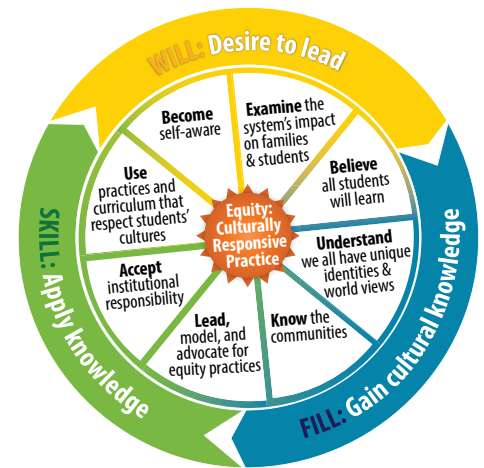 WILL: Desire to lead
Become
self-aware
Examine the
system's impact
on families
& students
Believe
all students
will learn
Understand
we all have unique
identities &
world views
Know the
communities
Lead,
model, and
advocate for
equity practices
Accept
institutional
responsibility
Use
practices and
curriculum that
respect students'
cultures
Equity:
Culturally
Responsive
Practice
FILL: Gain cultural knowledge
SKILL: Apply knowledge